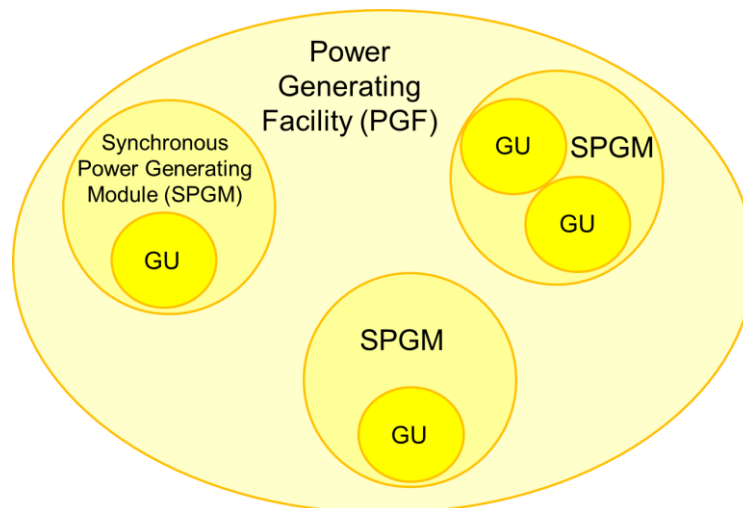 Power
Generating
Facility (PGF)
Synchronous
Power Generating
Module (SPGM)
GU
GU
SPGM
GU
SPGM
GU